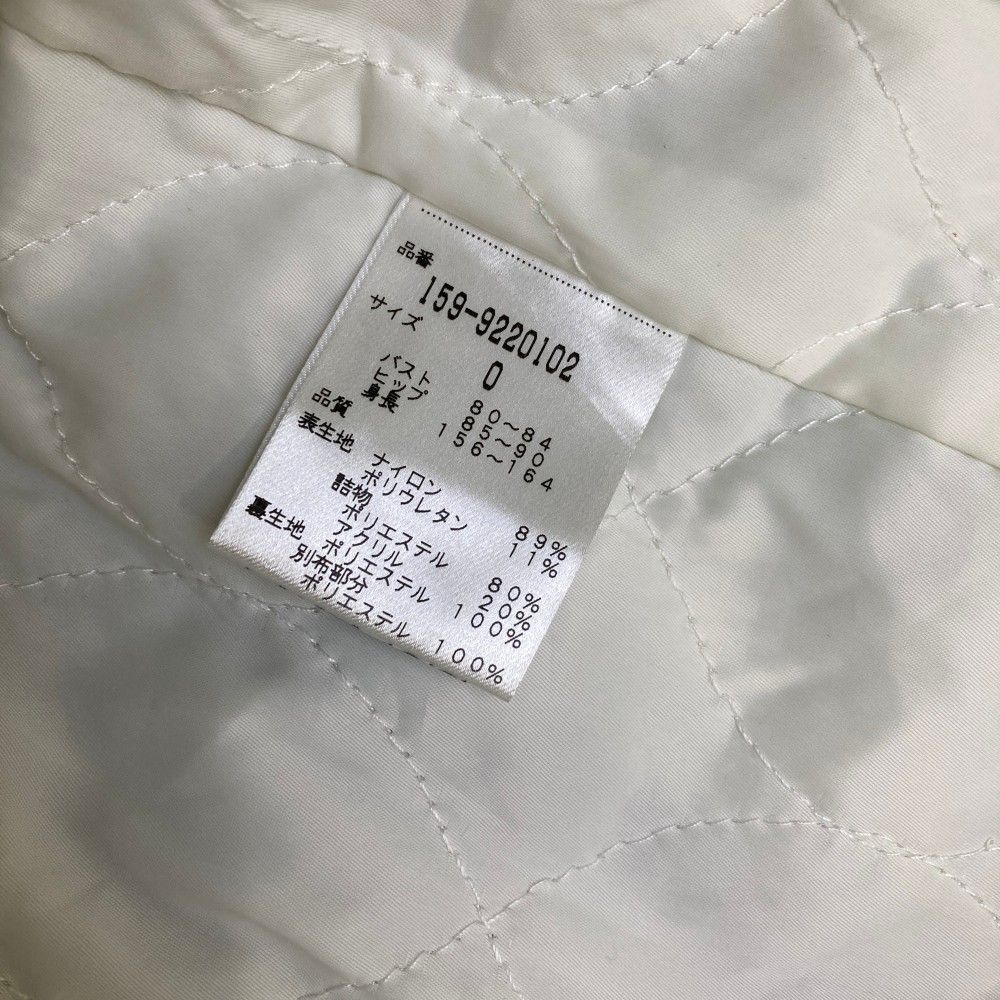 品番
159-9220102
サイズ 0
バスト 80～84
ヒップ 85～90
身長 156～164
品質
表生地
ナイロン 89%
ポリウレタン 11%
詰物
ポリエステル 80%
アクリル 20%
裏生地 ポリエステル 100%
別布部分
ポリエステル 100%